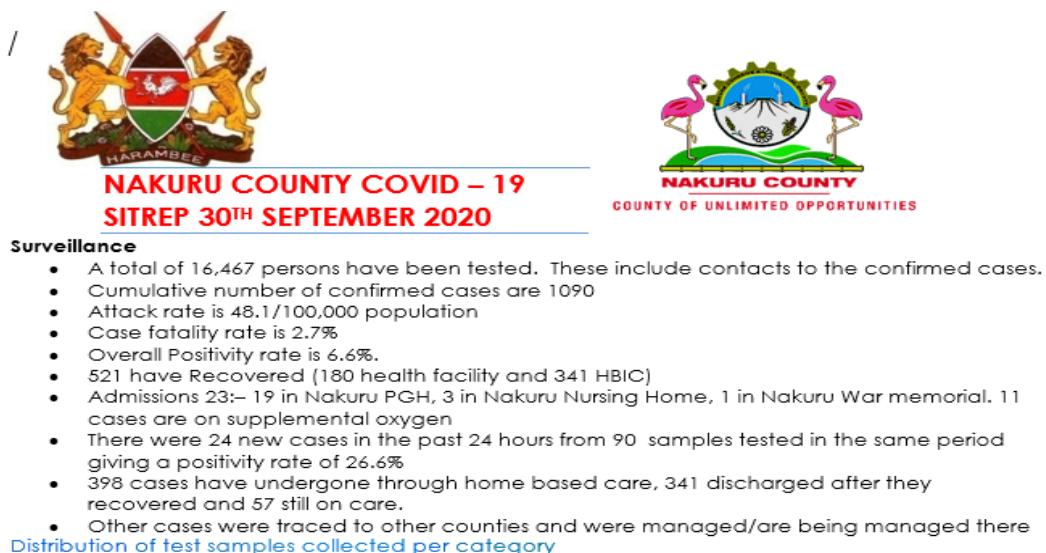 /
HARAMBEE
NAKURU COUNTY COVID – 19
SITREP 30TH SEPTEMBER 2020
NAKURU COUNTY
COUNTY OF UNLIMITED OPPORTUNITIES
Surveillance
• A total of 16,467 persons have been tested. These include contacts to the confirmed cases.
• Cumulative number of confirmed cases are 1090
• Attack rate is 48.1/100,000 population
• Case fatality rate is 2.7%
• Overall Positivity rate is 6.6%.
• 521 have Recovered (180 health facility and 341 HBIC)
• Admissions 23:– 19 in Nakuru PGH, 3 in Nakuru Nursing Home, 1 in Nakuru War memorial. 11
cases are on supplemental oxygen
• There were 24 new cases in the past 24 hours from 90 samples tested in the same period
giving a positivity rate of 26.6%
• 398 cases have undergone through home based care, 341 discharged after they
recovered and 57 still on care.
• Other cases were traced to other counties and were managed/are being managed there
Distribution of test samples collected per category